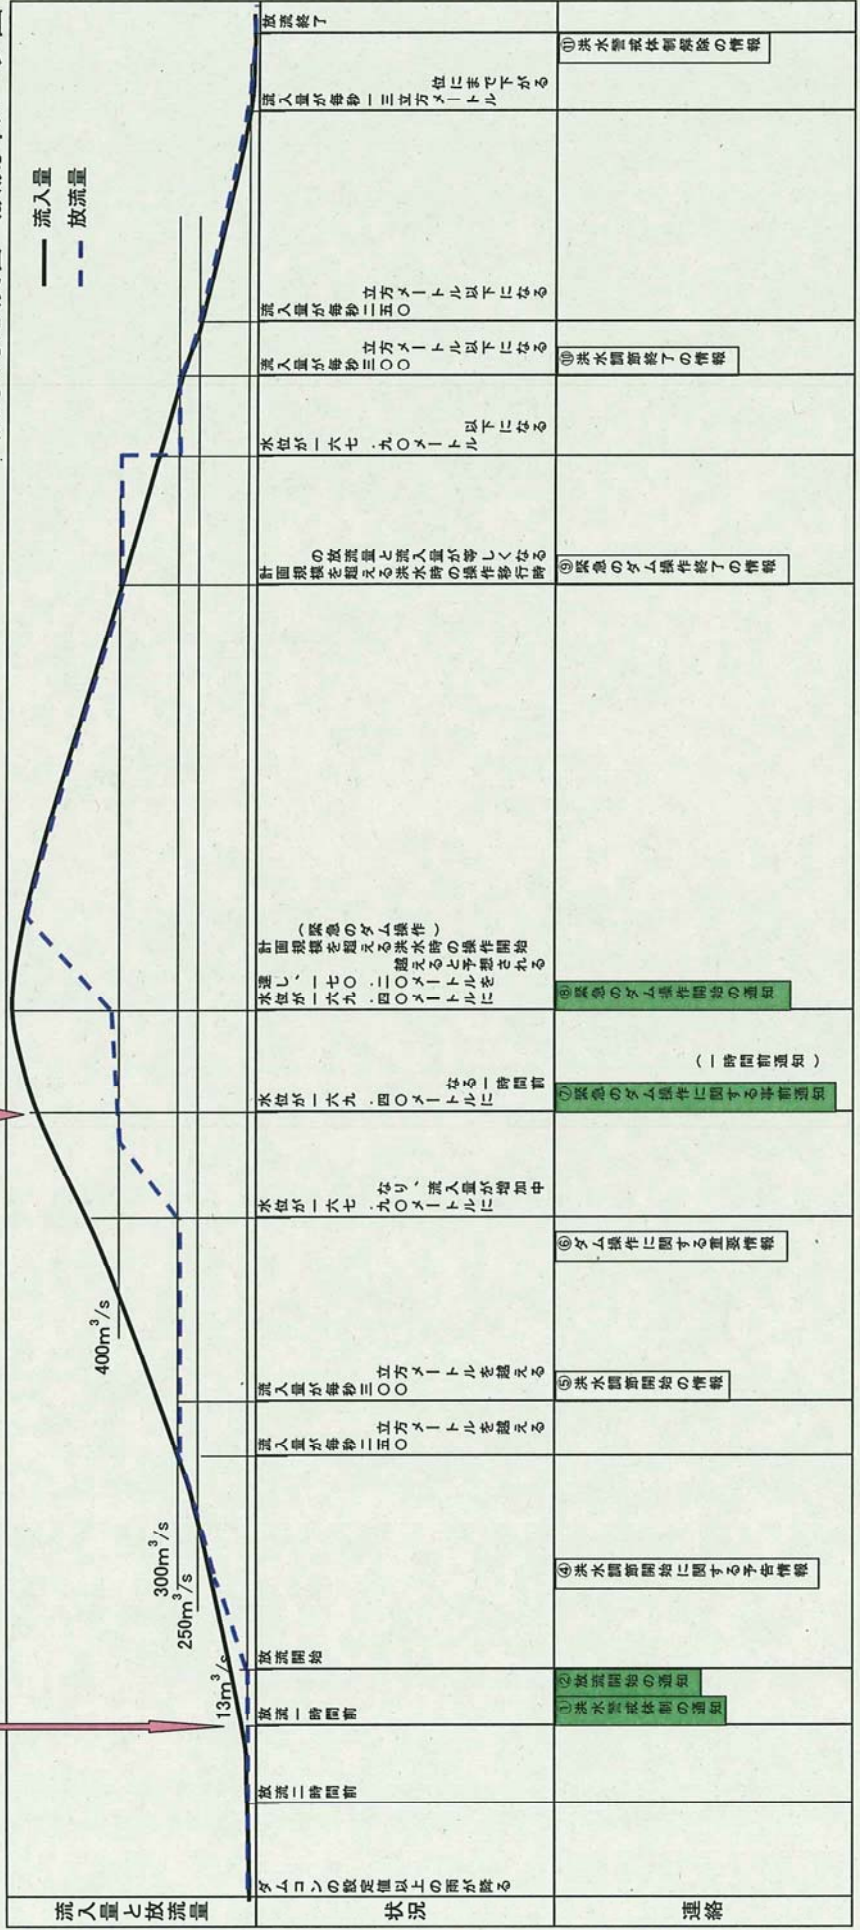 流入量と放流量
流入量
放流量
13m³/s
250m³/s
300m³/s
400m³/s
状況
ダムコンの設定値以上の雨が降る
放流二時間前
放流一時間前
放流開始
流入量が毎秒二五〇
立方メートルを越える
流入量が毎秒三〇〇
立方メートルを越える
水位が一六七.九〇メートルに
なり、流入量が増加中
水位が一六九.四〇メートルに
なる一時間前
水位が一六九.四〇メートルに
達し、一七〇.二〇メートルを
越えると予想される
計画規模を超える洪水時の操作開始
(緊急のダム操作)
計画規模を超える洪水時の操作移行時
の放流量と流入量が等しくなる
水位が一六七.九〇メートル
以下になる
流入量が毎秒三〇〇
立方メートル以下になる
流入量が毎秒二五〇
立方メートル以下になる
流入量が毎秒一三立方メートル
位にまで下がる
放流終了
連絡
①洪水警戒体制の通知
②放流開始の通知
④洪水調節開始に関する予告情報
⑤洪水調節開始の情報
⑥ダム操作に関する重要情報
⑦緊急のダム操作に関する事前通知
(一時間前通知)
⑧緊急のダム操作開始の通知
⑨緊急のダム操作終了の情報
⑩洪水調節終了の情報
⑪洪水警戒体制解除の情報